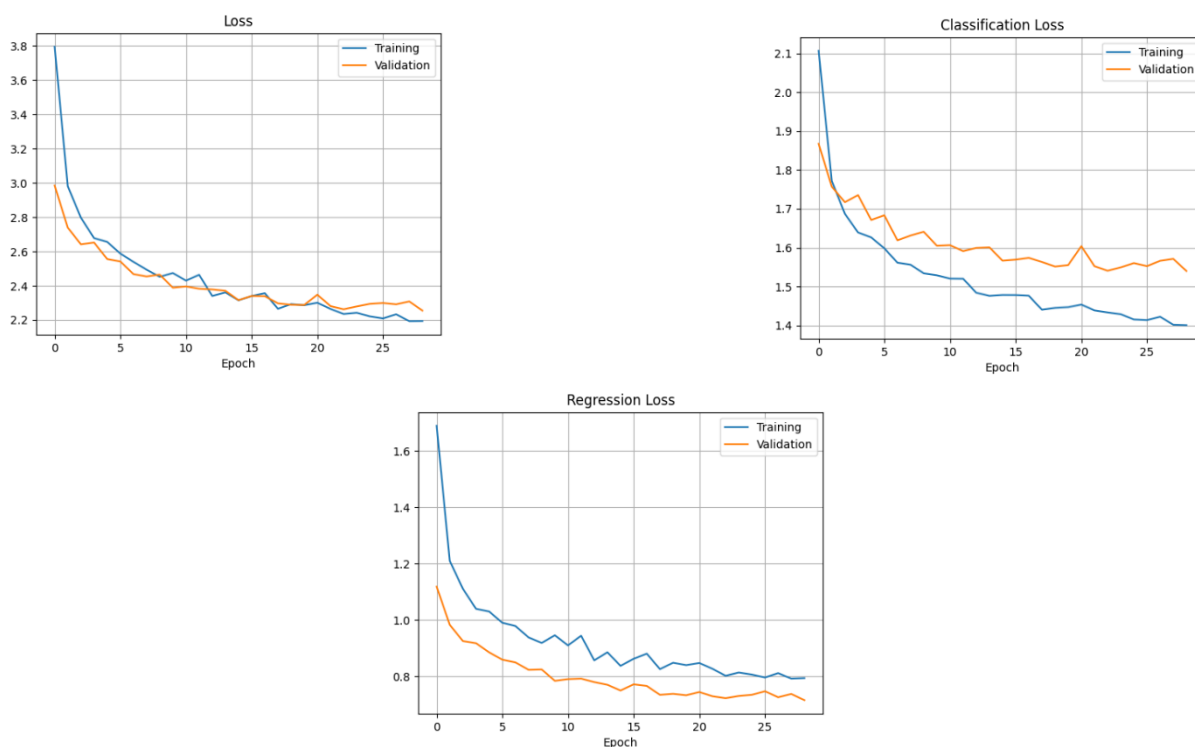 Loss
Training
Validation
3.8
3.6
3.4
3.2
3.0
2.8
2.6
2.4
2.2
0 5 10 15 20 25
Epoch
Classification Loss
Training
Validation
2.1
2.0
1.9
1.8
1.7
1.6
1.5
1.4
0 5 10 15 20 25
Epoch
Regression Loss
Training
Validation
1.6
1.4
1.2
1.0
0.8
0 5 10 15 20 25
Epoch